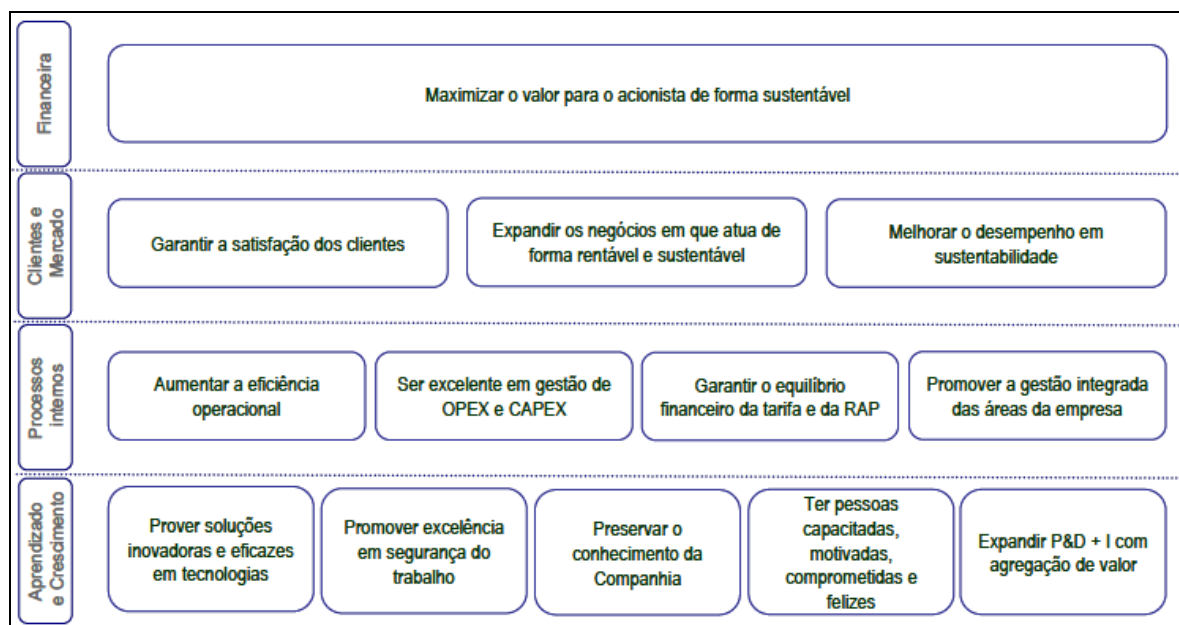 Financeira
Maximizar o valor para o acionista de forma sustentável
Clientes e
Mercado
Garantir a satisfação dos clientes
Expandir os negócios em que atua de
forma rentável e sustentável
Melhorar o desempenho em
sustentabilidade
Processos
internos
Aumentar a eficiência
operacional
Ser excelente em gestão de
OPEX e CAPEX
Garantir o equilíbrio
financeiro da tarifa e da RAP
Promover a gestão integrada
das áreas da empresa
Aprendizado
e Crescimento
Prover soluções
inovadoras e eficazes
em tecnologias
Promover excelência
em segurança do
trabalho
Preservar o
conhecimento da
Companhia
Ter pessoas
capacitadas,
motivadas,
comprometidas e
felizes
Expandir P&D + I com
agregação de valor